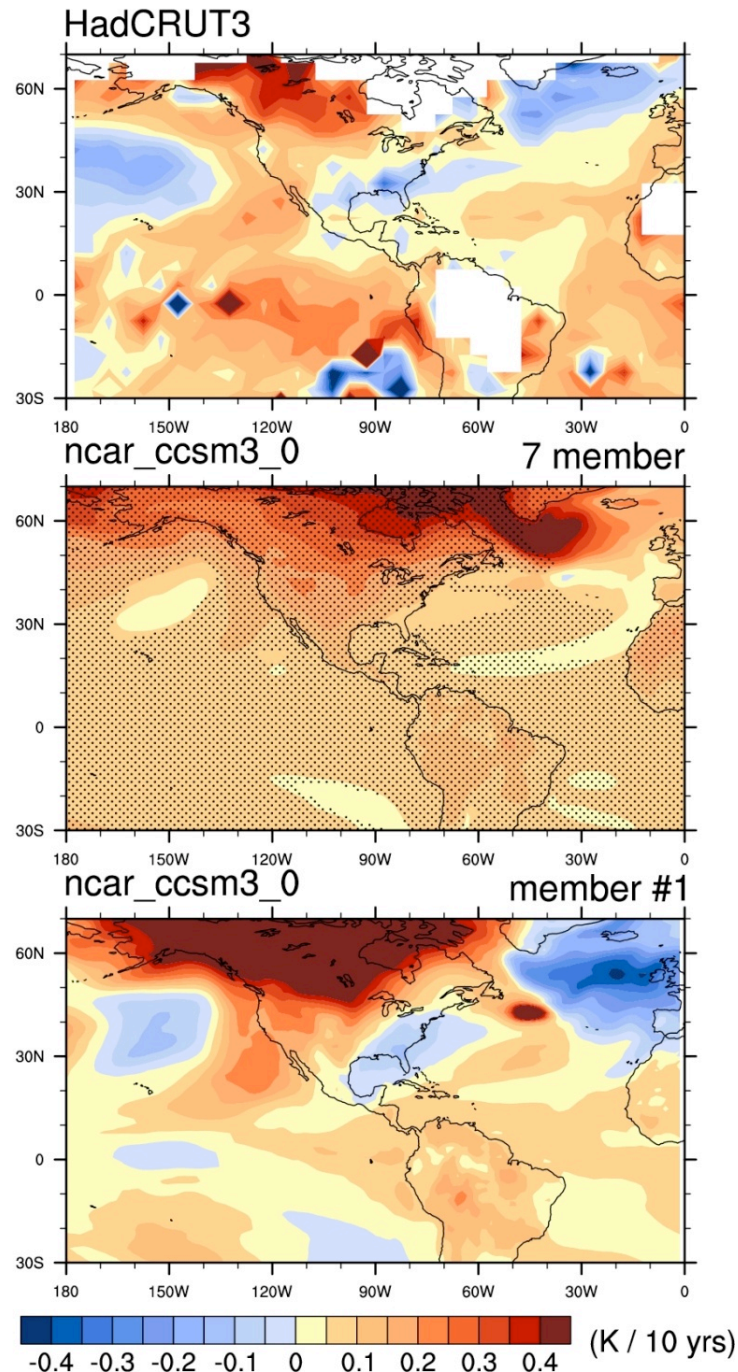 HadCRUT3
60N
30N
0
30S
180 150W 120W 90W 60W 30W 0
ncar_ccsm3_0 7 member
60N
30N
0
30S
180 150W 120W 90W 60W 30W 0
ncar_ccsm3_0 member #1
60N
30N
0
30S
180 150W 120W 90W 60W 30W 0
-0.4 -0.3 -0.2 -0.1 0 0.1 0.2 0.3 0.4 (K / 10 yrs)